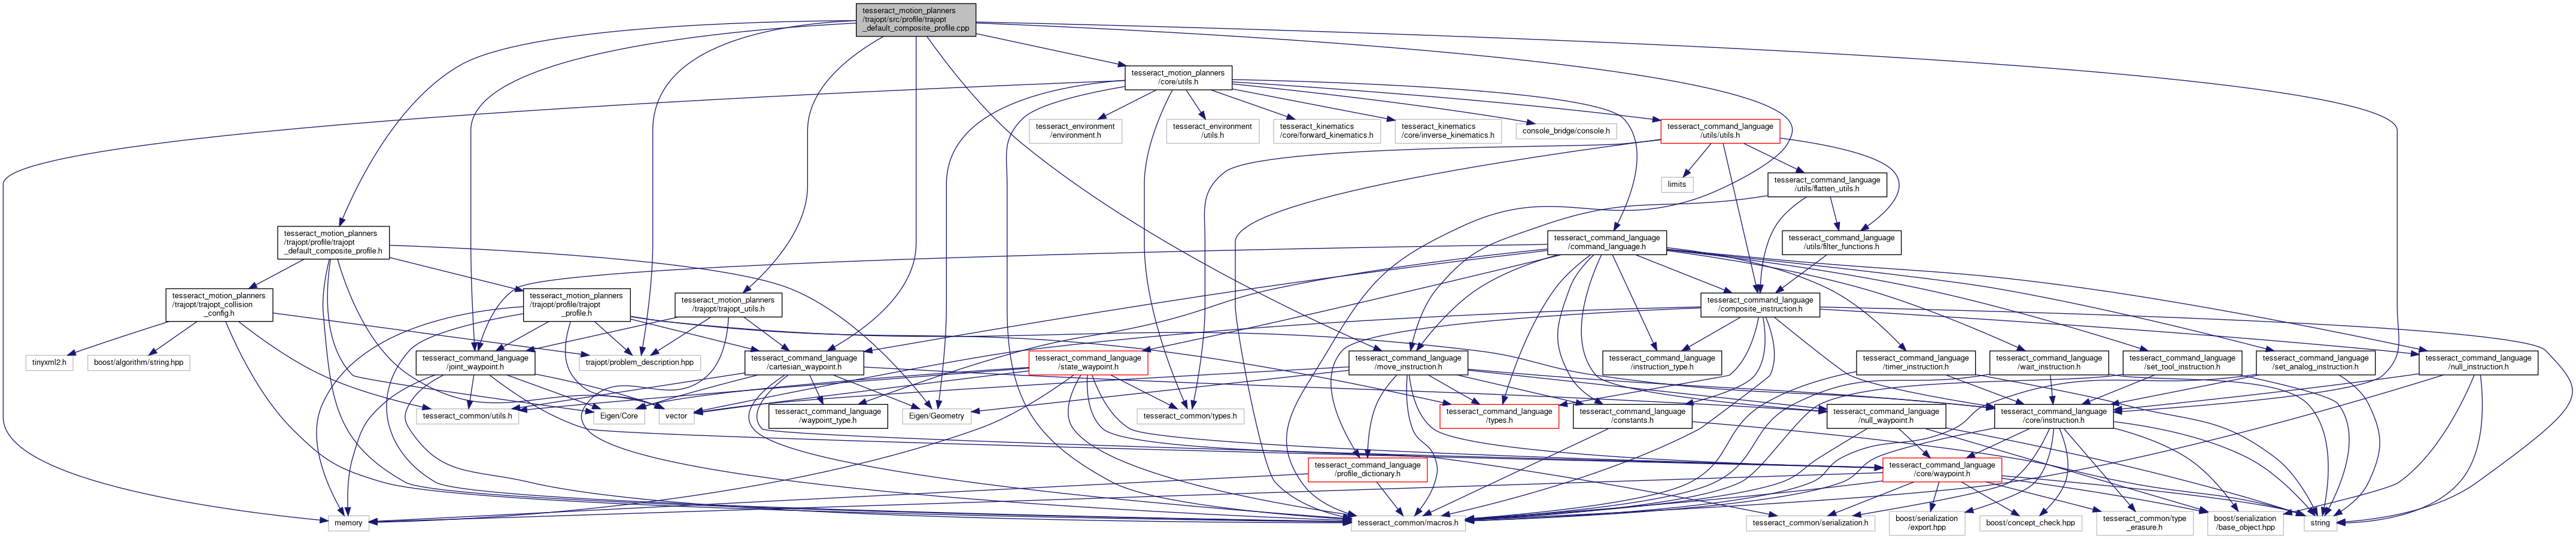 tesseract_motion_planners
/trajopt/src/profile/trajopt
_default_composite_profile.cpp
tesseract_motion_planners
/core/utils.h
tesseract_environment
/environment.h
tesseract_environment
/utils.h
tesseract_kinematics
/core/forward_kinematics.h
tesseract_kinematics
/core/inverse_kinematics.h
console_bridge/console.h
tesseract_command_language
/utils/utils.h
limits
tesseract_command_language
/utils/flatten_utils.h
tesseract_motion_planners
/trajopt/profile/trajopt
_default_composite_profile.h
tesseract_command_language
/command_language.h
tesseract_command_language
/utils/filter_functions.h
tesseract_motion_planners
/trajopt/trajopt_collision
_config.h
tesseract_motion_planners
/trajopt/profile/trajopt
_profile.h
tesseract_motion_planners
/trajopt/trajopt_utils.h
tesseract_command_language
/composite_instruction.h
tinyxml2.h
boost/algorithm/string.hpp
tesseract_command_language
/joint_waypoint.h
trajopt/problem_description.hpp
tesseract_command_language
/cartesian_waypoint.h
tesseract_command_language
/state_waypoint.h
tesseract_command_language
/move_instruction.h
tesseract_command_language
/instruction_type.h
tesseract_command_language
/timer_instruction.h
tesseract_command_language
/wait_instruction.h
tesseract_command_language
/set_tool_instruction.h
tesseract_command_language
/set_analog_instruction.h
tesseract_command_language
/null_instruction.h
tesseract_common/utils.h
Eigen/Core
vector
tesseract_command_language
/waypoint_type.h
Eigen/Geometry
tesseract_common/types.h
tesseract_command_language
/types.h
tesseract_command_language
/constants.h
tesseract_command_language
/null_waypoint.h
tesseract_command_language
/core/instruction.h
tesseract_command_language
/profile_dictionary.h
tesseract_command_language
/core/waypoint.h
memory
tesseract_common/macros.h
tesseract_common/serialization.h
boost/serialization
/export.hpp
boost/concept_check.hpp
tesseract_common/type
_erasure.h
boost/serialization
/base_object.hpp
string